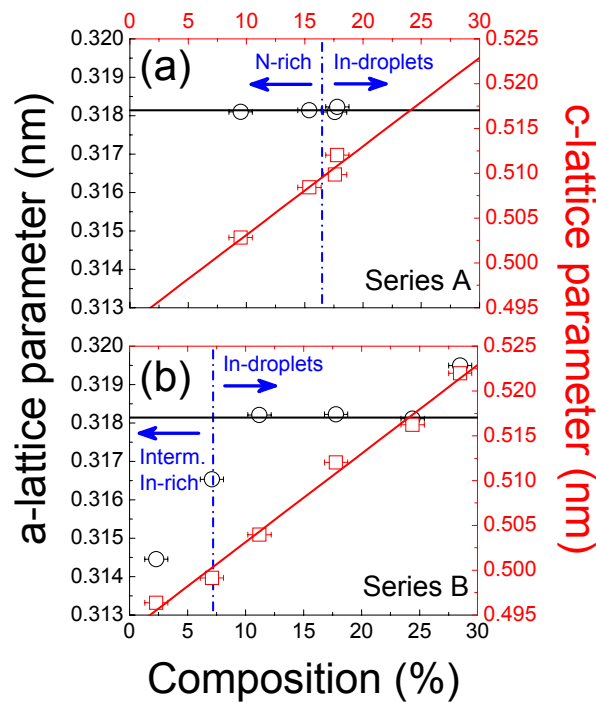 0 5 10 15 20 25 30
0.320
0.319
0.318
0.317
0.316
0.315
0.314
0.313
(a)
N-rich
In-droplets
Series A
0.525
0.520
0.515
0.510
0.505
0.500
0.495
0.320
0.319
0.318
0.317
0.316
0.315
0.314
0.313
(b)
In-droplets
Interm.
In-rich
Series B
0.525
0.520
0.515
0.510
0.505
0.500
0.495
0 5 10 15 20 25 30
a-lattice parameter (nm)
c-lattice parameter (nm)
Composition (%)